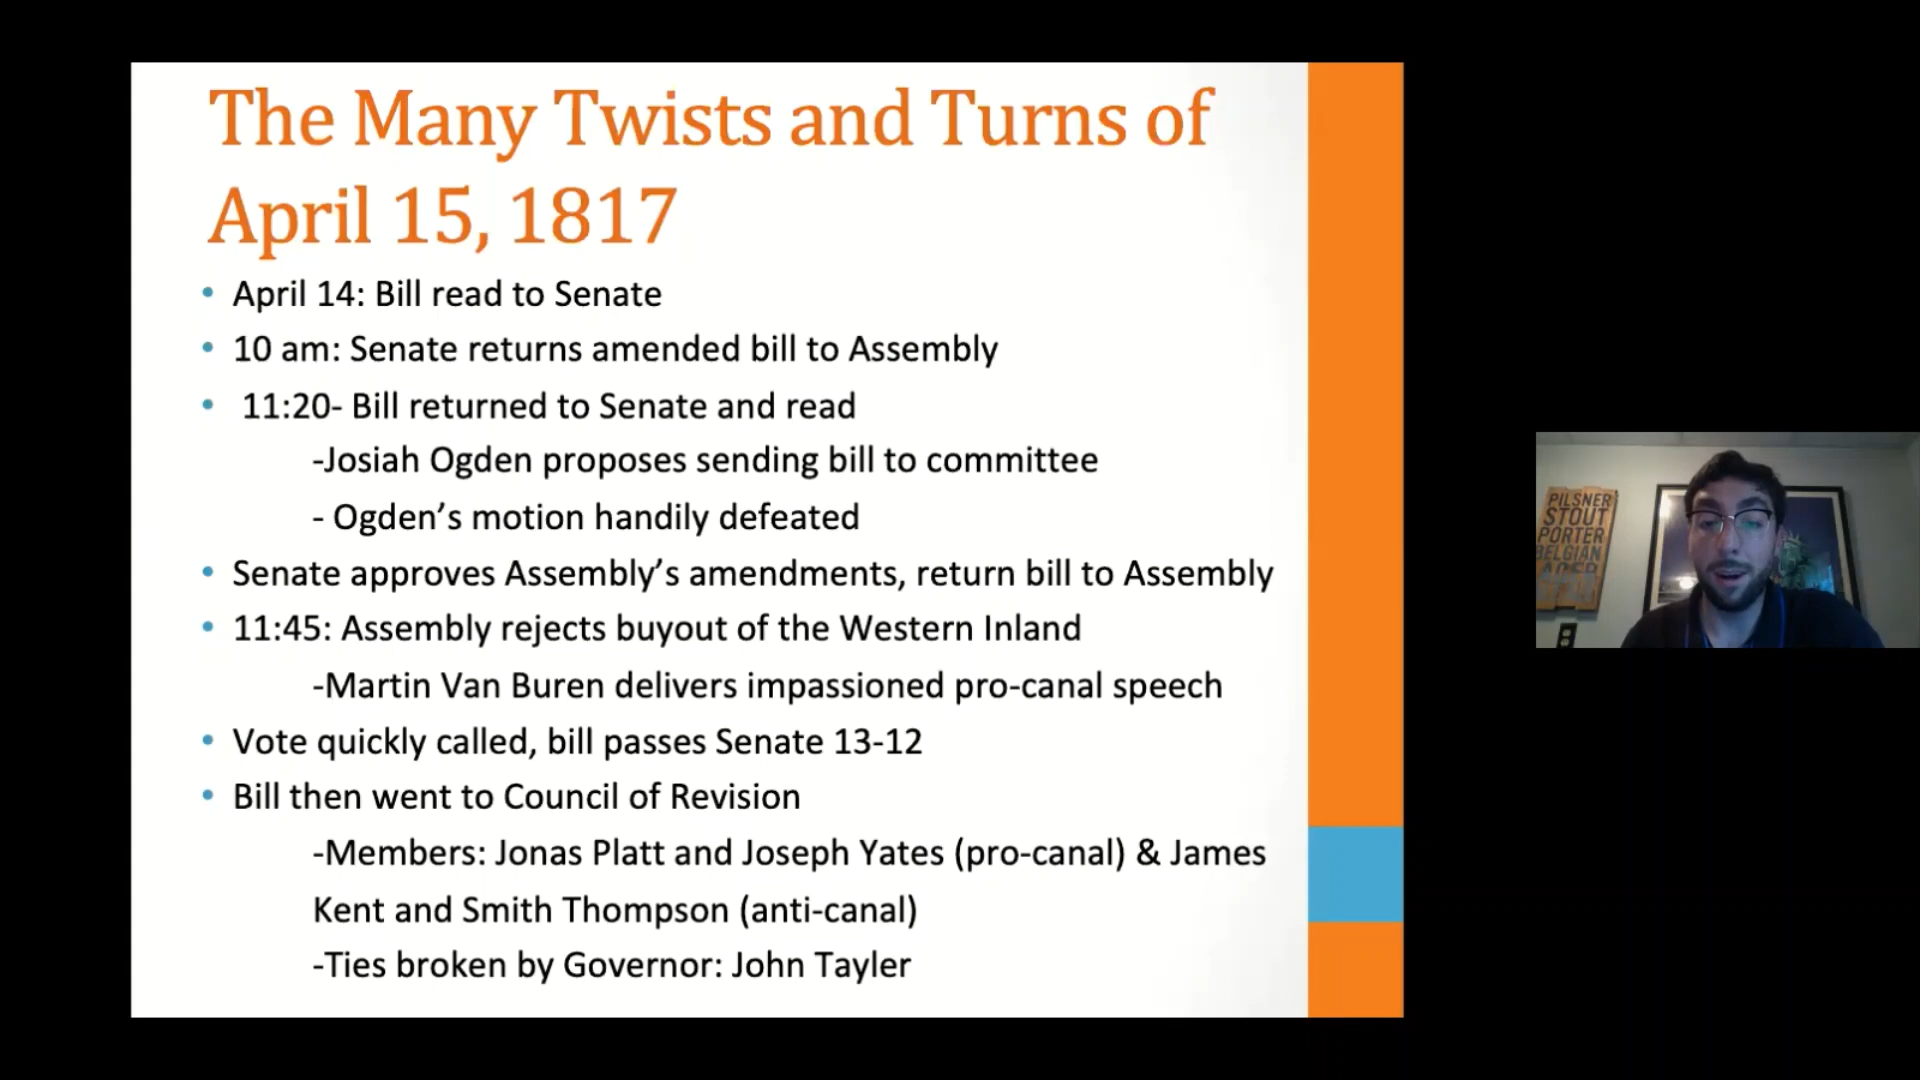 The Many Twists and Turns of
April 15, 1817
• April 14: Bill read to Senate
• 10 am: Senate returns amended bill to Assembly
• 11:20- Bill returned to Senate and read
-Josiah Ogden proposes sending bill to committee
- Ogden’s motion handily defeated
• Senate approves Assembly’s amendments, return bill to Assembly
• 11:45: Assembly rejects buyout of the Western Inland
-Martin Van Buren delivers impassioned pro-canal speech
• Vote quickly called, bill passes Senate 13-12
• Bill then went to Council of Revision
-Members: Jonas Platt and Joseph Yates (pro-canal) & James
Kent and Smith Thompson (anti-canal)
-Ties broken by Governor: John Tayler
PILSNER
STOUT
PORTER
BELGIAN